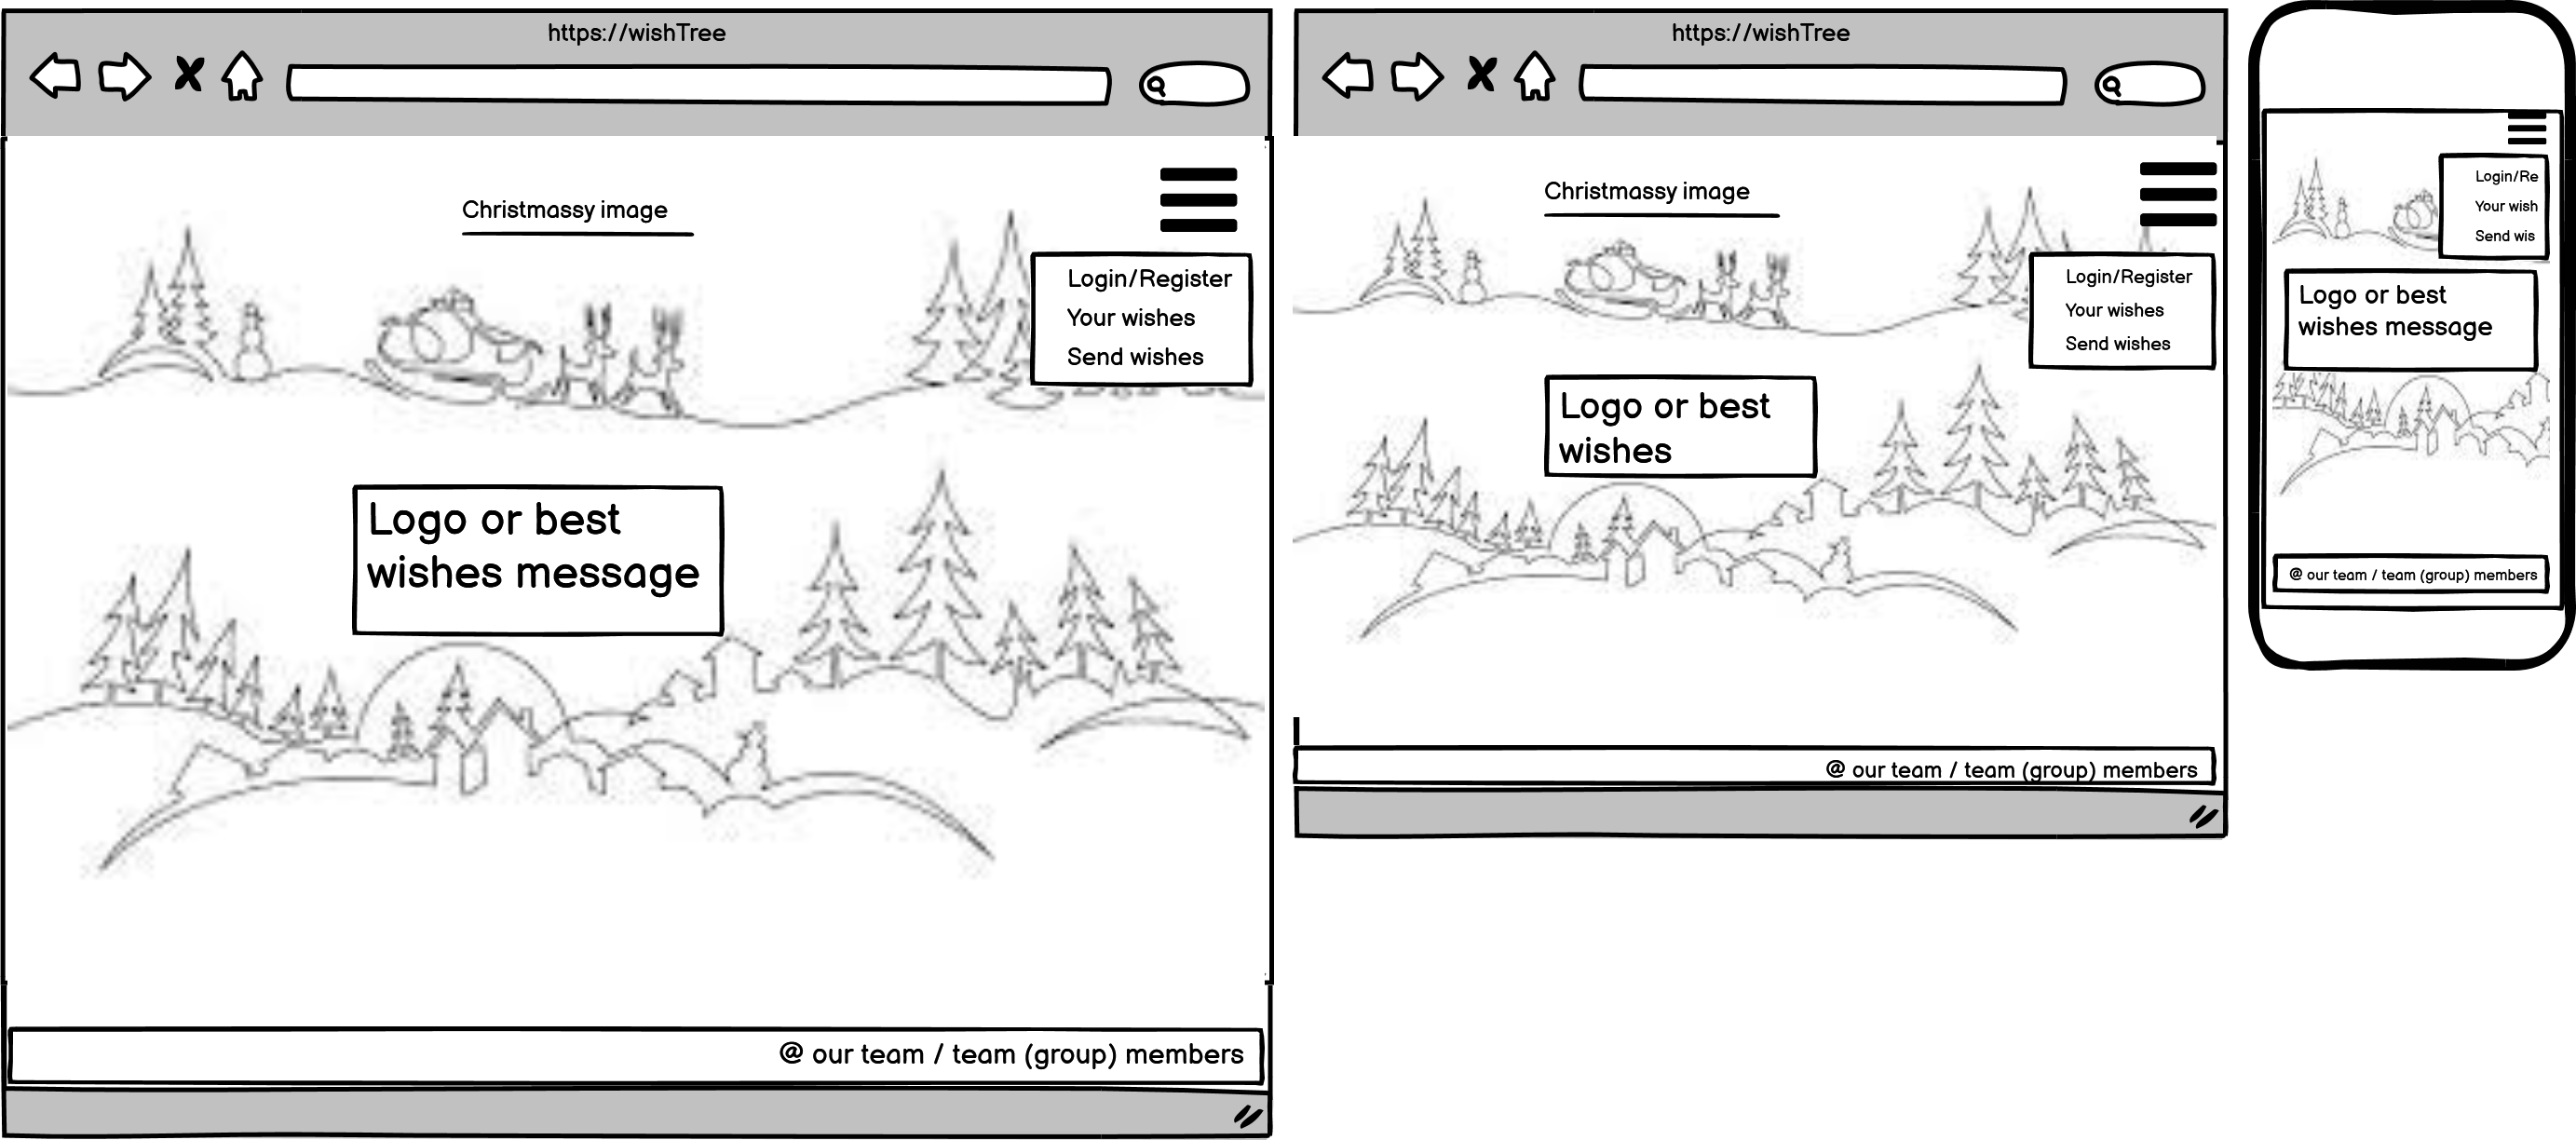 https://wishTree
Christmassy image
Login/Register
Your wishes
Send wishes
Logo or best
wishes message
@ our team / team (group) members
https://wishTree
Christmassy image
Login/Register
Your wishes
Send wishes
Logo or best
wishes
@ our team / team (group) members
Login/Re
Your wish
Send wis
Logo or best
wishes message
@ our team / team (group) members